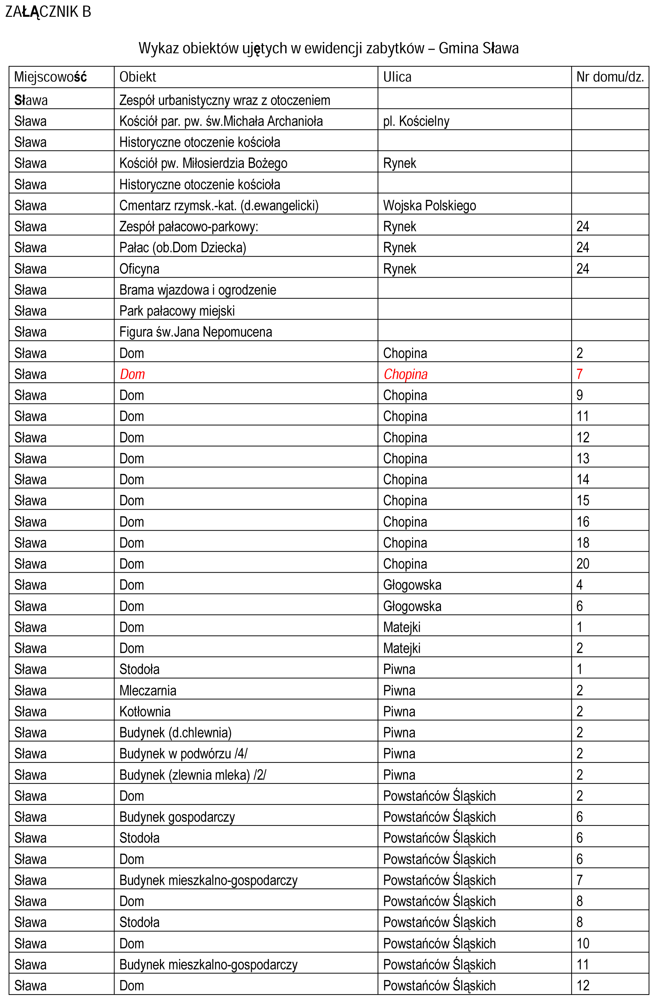 ZAŁĄCZNIK B
Wykaz obiektów ujętych w ewidencji zabytków – Gmina Sława
Miejscowość Obiekt Ulica Nr domu/dz.
Sława Zespół urbanistyczny wraz z otoczeniem
Sława Kościół par. pw. św.Michała Archanioła pl. Kościelny
Sława Historyczne otoczenie kościoła
Sława Kościół pw. Miłosierdzia Bożego Rynek
Sława Historyczne otoczenie kościoła
Sława Cmentarz rzymsk.-kat. (d.ewangelicki) Wojska Polskiego
Sława Zespół pałacowo-parkowy: Rynek 24
Sława Pałac (ob.Dom Dziecka) Rynek 24
Sława Oficyna Rynek 24
Sława Brama wjazdowa i ogrodzenie
Sława Park pałacowy miejski
Sława Figura św.Jana Nepomucena
Sława Dom Chopina 2
Sława Dom Chopina 7
Sława Dom Chopina 9
Sława Dom Chopina 11
Sława Dom Chopina 12
Sława Dom Chopina 13
Sława Dom Chopina 14
Sława Dom Chopina 15
Sława Dom Chopina 16
Sława Dom Chopina 18
Sława Dom Chopina 20
Sława Dom Głogowska 4
Sława Dom Głogowska 6
Sława Dom Matejki 1
Sława Dom Matejki 2
Sława Stodoła Piwna 1
Sława Mleczarnia Piwna 2
Sława Kotłownia Piwna 2
Sława Budynek (d.chlewnia) Piwna 2
Sława Budynek w podwórzu /4/ Piwna 2
Sława Budynek (zlewnia mleka) /2/ Piwna 2
Sława Dom Powstańców Śląskich 2
Sława Budynek gospodarczy Powstańców Śląskich 6
Sława Stodoła Powstańców Śląskich 6
Sława Dom Powstańców Śląskich 6
Sława Budynek mieszkalno-gospodarczy Powstańców Śląskich 7
Sława Dom Powstańców Śląskich 8
Sława Stodoła Powstańców Śląskich 8
Sława Dom Powstańców Śląskich 10
Sława Budynek mieszkalno-gospodarczy Powstańców Śląskich 11
Sława Dom Powstańców Śląskich 12